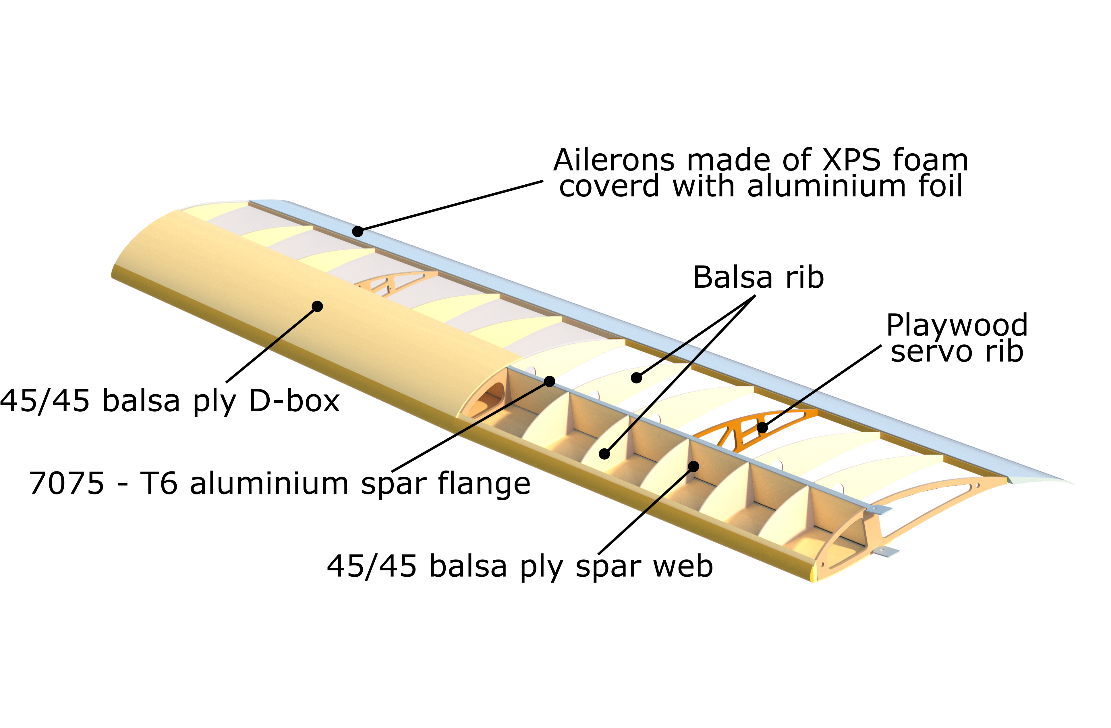 Ailerons made of XPS foam
coverd with aluminium foil
Balsa rib
Playwood
servo rib
45/45 balsa ply D-box
7075 - T6 aluminium spar flange
45/45 balsa ply spar web